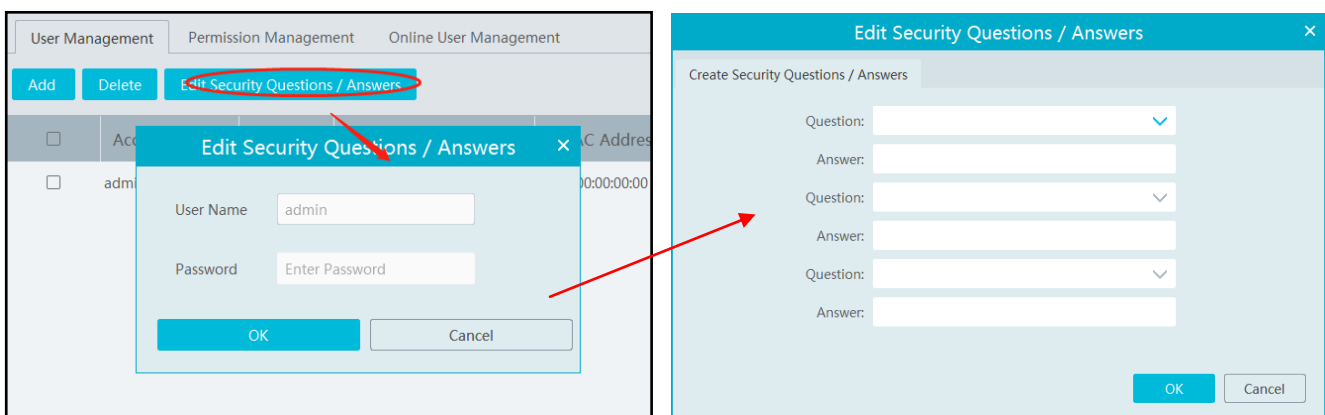 User Management Permission Management Online User Management
Add Delete Edit Security Questions / Answers
Acc AC Addres
admi 00:00:00:00
Edit Security Questions / Answers ×
User Name admin
Password Enter Password
OK Cancel
Edit Security Questions / Answers ×
Create Security Questions / Answers
Question:
Answer:
Question:
Answer:
Question:
Answer:
OK Cancel